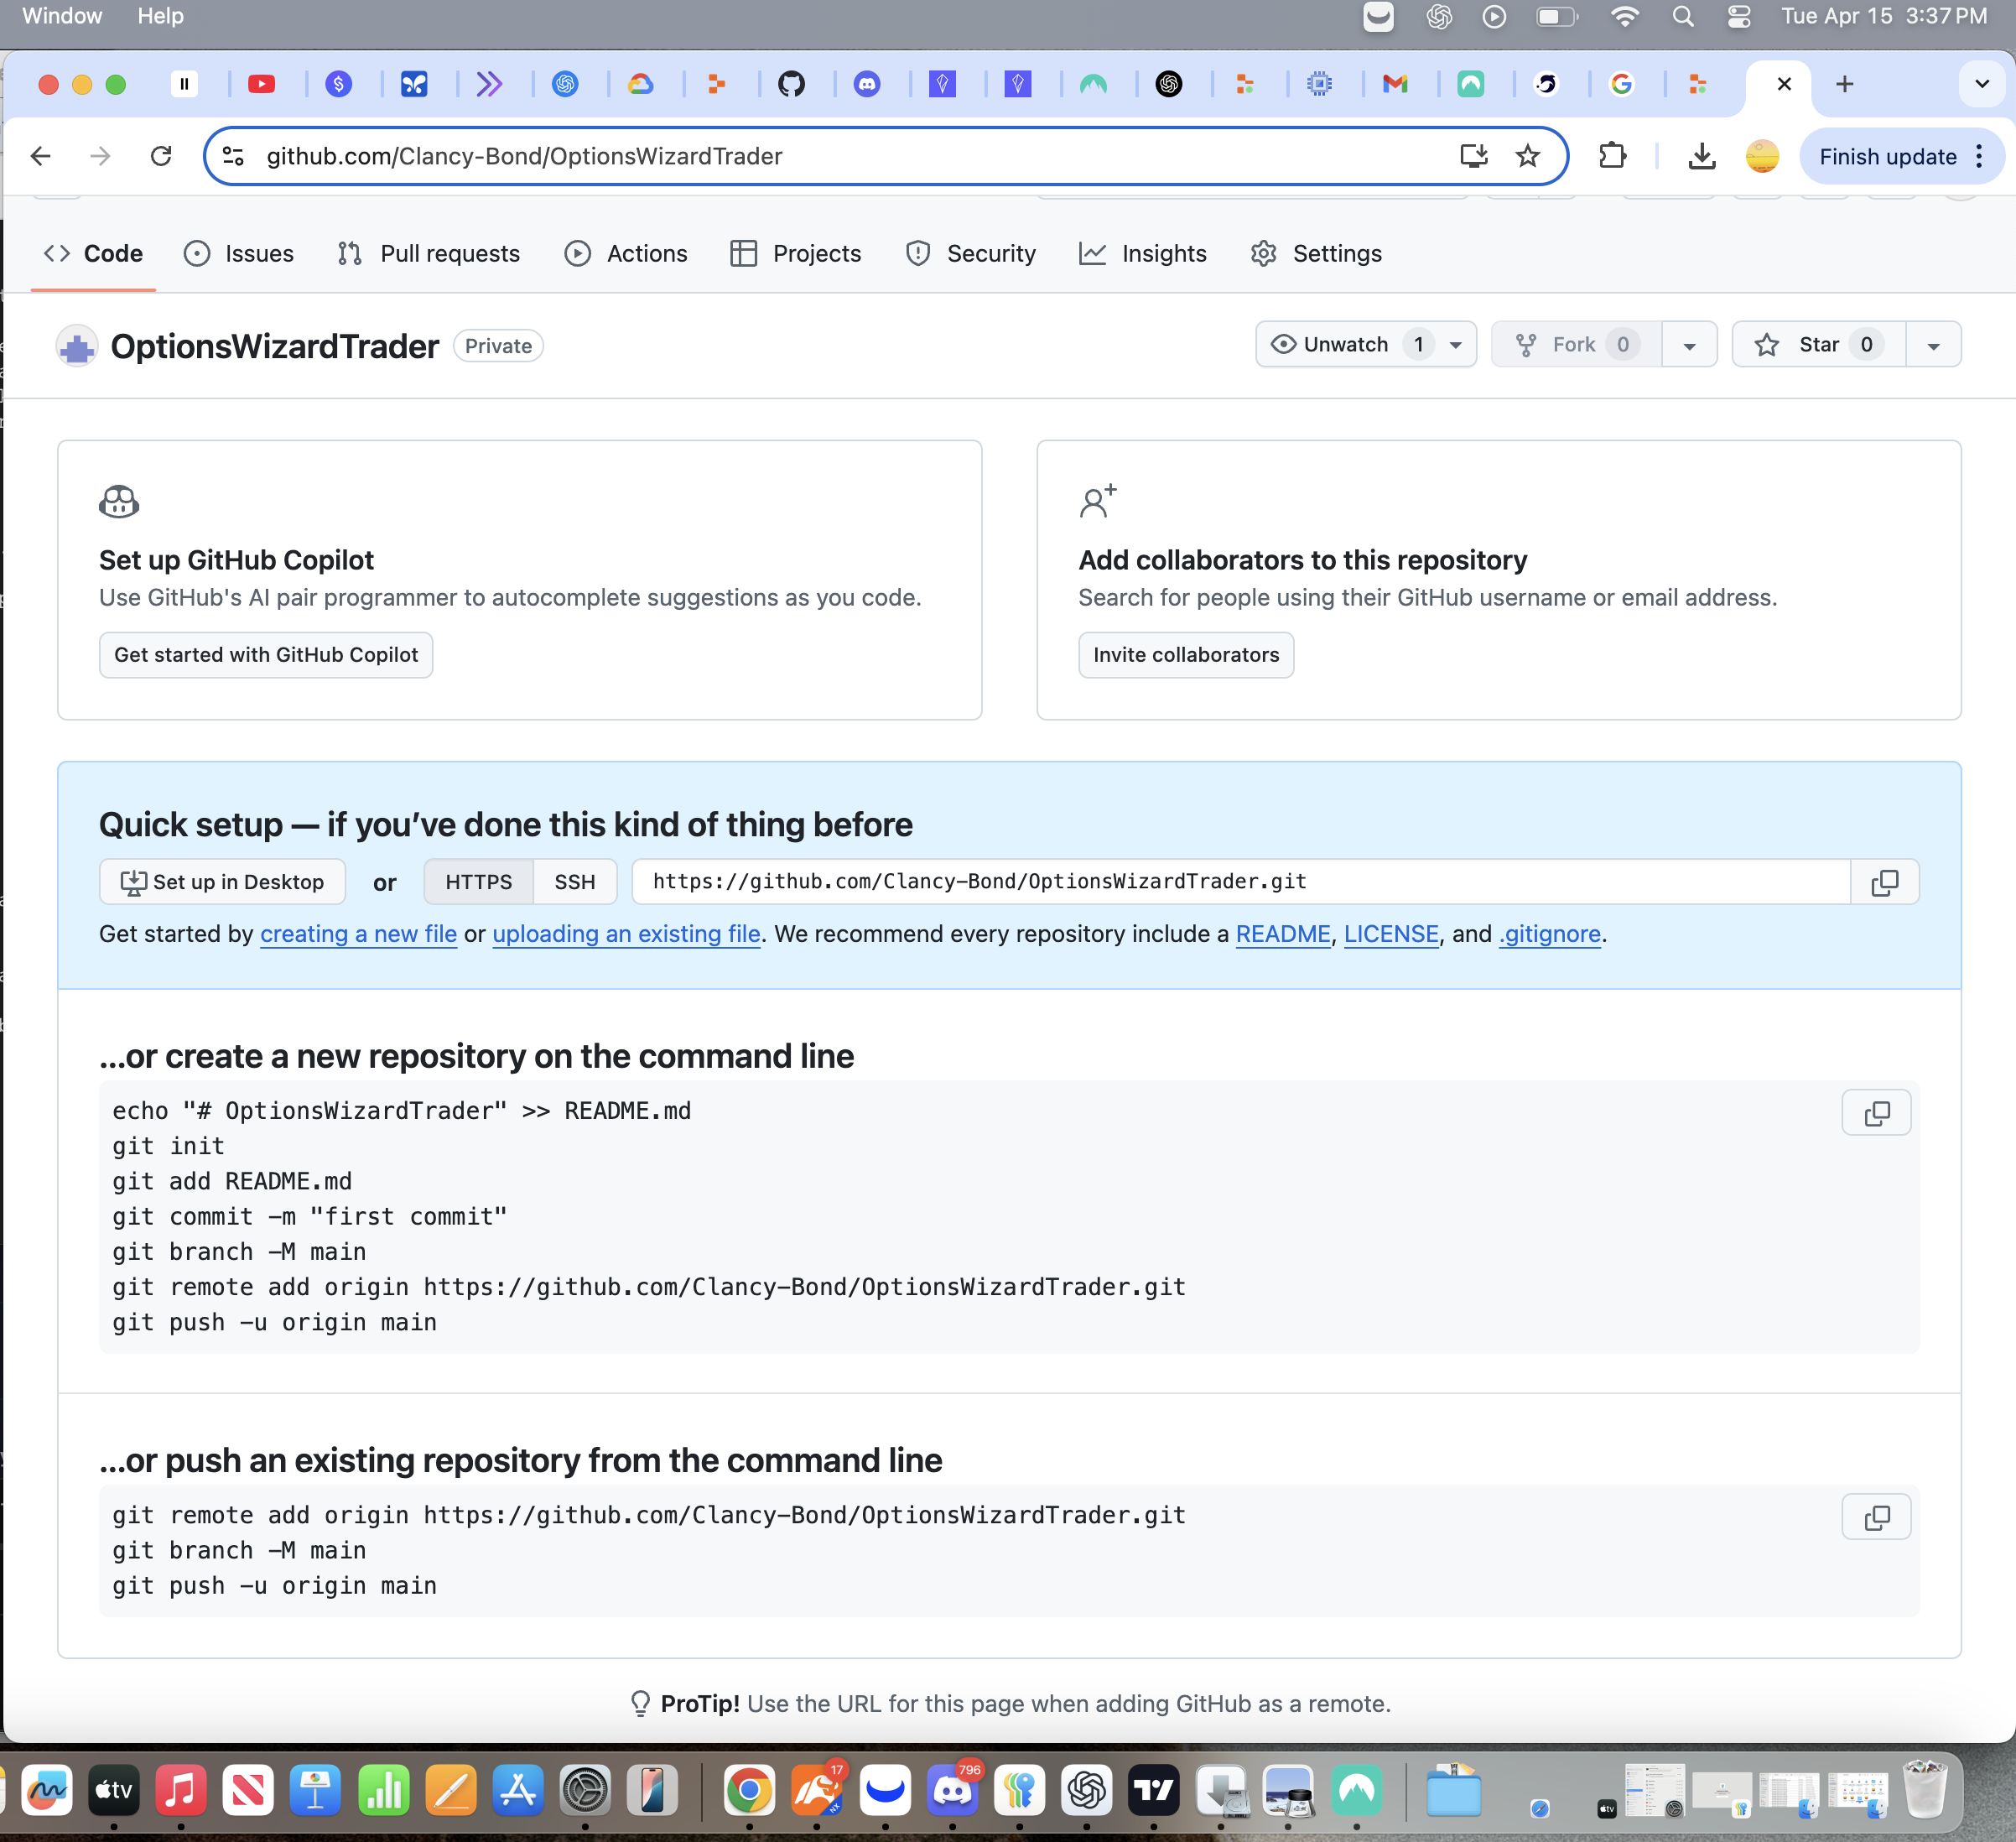 Window Help Tue Apr 15 3:37 PM
github.com/Clancy-Bond/OptionsWizardTrader Finish update
Code Issues Pull requests Actions Projects Security Insights Settings
OptionsWizardTrader Private Unwatch 1 Fork 0 Star 0
Set up GitHub Copilot
Use GitHub's AI pair programmer to autocomplete suggestions as you code.
Get started with GitHub Copilot
Add collaborators to this repository
Search for people using their GitHub username or email address.
Invite collaborators
Quick setup — if you’ve done this kind of thing before
Set up in Desktop or HTTPS SSH https://github.com/Clancy-Bond/OptionsWizardTrader.git
Get started by creating a new file or uploading an existing file. We recommend every repository include a README, LICENSE, and .gitignore.
...or create a new repository on the command line
echo "# OptionsWizardTrader" >> README.md
git init
git add README.md
git commit -m "first commit"
git branch -M main
git remote add origin https://github.com/Clancy-Bond/OptionsWizardTrader.git
git push -u origin main
...or push an existing repository from the command line
git remote add origin https://github.com/Clancy-Bond/OptionsWizardTrader.git
git branch -M main
git push -u origin main
ProTip! Use the URL for this page when adding GitHub as a remote.
tv 17 NX 796